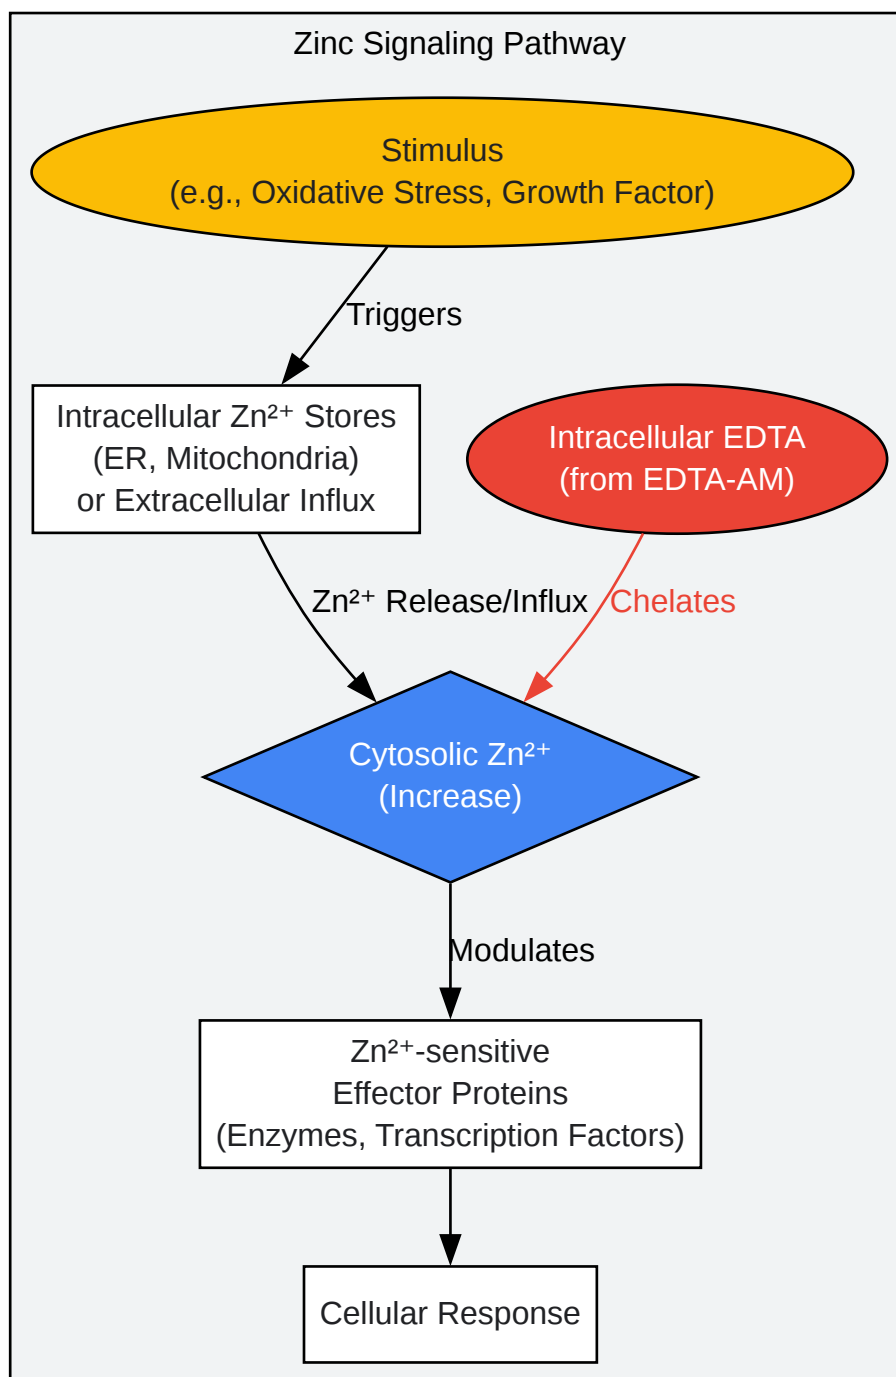 Zinc Signaling Pathway
Stimulus
(e.g., Oxidative Stress, Growth Factor)
Triggers
Intracellular Zn²⁺ Stores
(ER, Mitochondria)
or Extracellular Influx
Intracellular EDTA
(from EDTA-AM)
Zn²⁺ Release/Influx
Chelates
Cytosolic Zn²⁺
(Increase)
Modulates
Zn²⁺-sensitive
Effector Proteins
(Enzymes, Transcription Factors)
Cellular Response